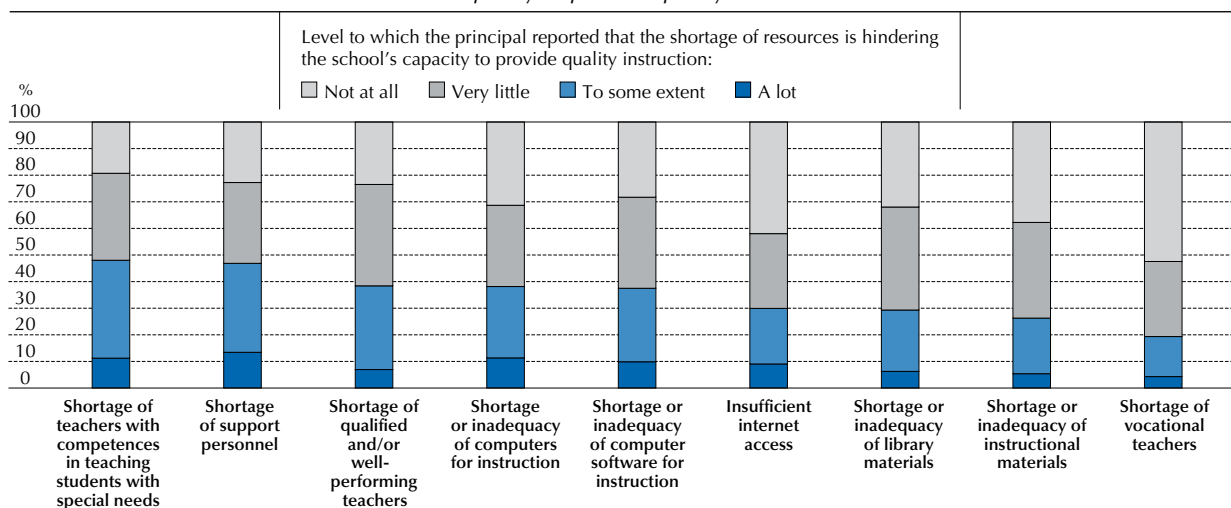 Level to which the principal reported that the shortage of resources is hindering
the school's capacity to provide quality instruction:
Not at all Very little To some extent A lot
%
100
90
80
70
60
50
40
30
20
10
0
Shortage of
teachers with
competences
in teaching
students with
special needs
Shortage
of support
personnel
Shortage of
qualified
and/or
well-
performing
teachers
Shortage
or inadequacy
of computers
for instruction
Shortage or
inadequacy
of computer
software for
instruction
Insufficient
internet
access
Shortage or
inadequacy
of library
materials
Shortage or
inadequacy of
instructional
materials
Shortage of
vocational
teachers